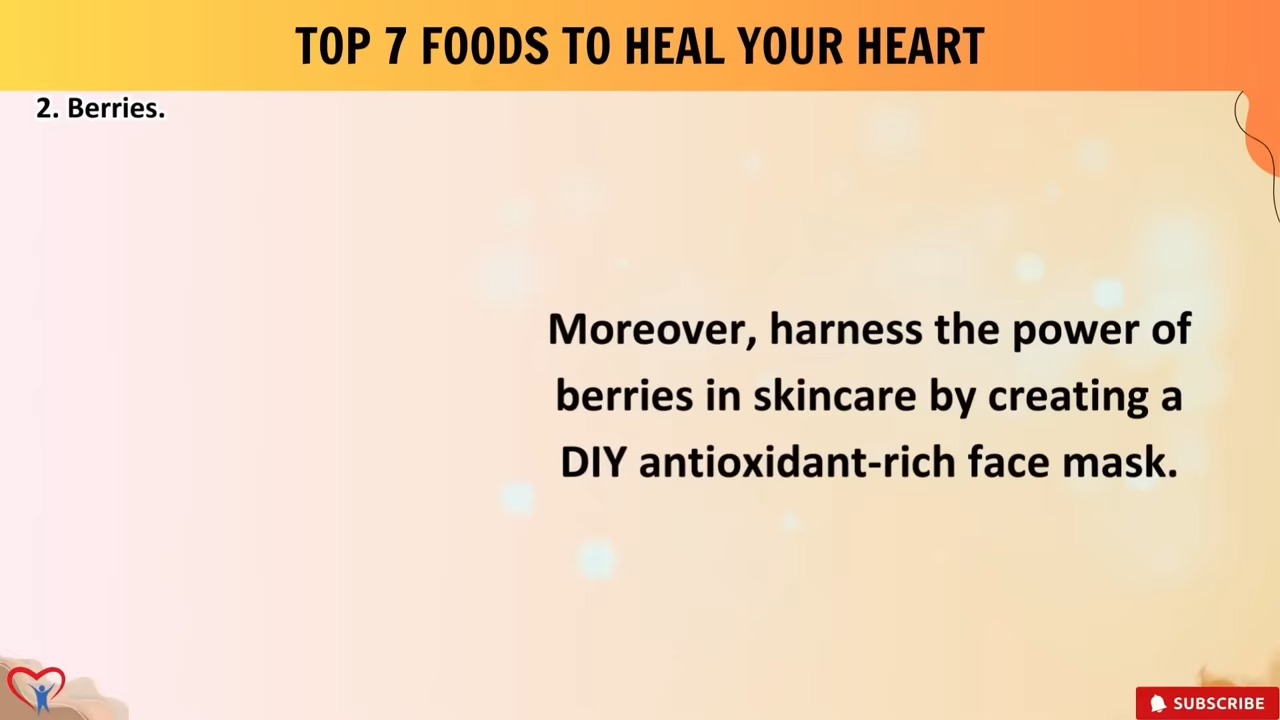 TOP 7 FOODS TO HEAL YOUR HEART
2. Berries.
Moreover, harness the power of
berries in skincare by creating a
DIY antioxidant-rich face mask.
SUBSCRIBE